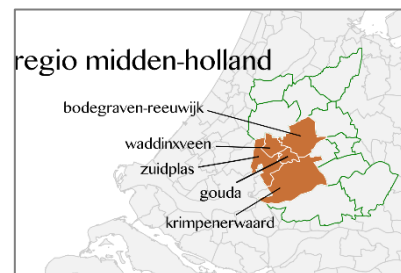 regio midden-holland
bodegraven-reeuwijk
waddinxveen
zuidplas
gouda
krimpenerwaard